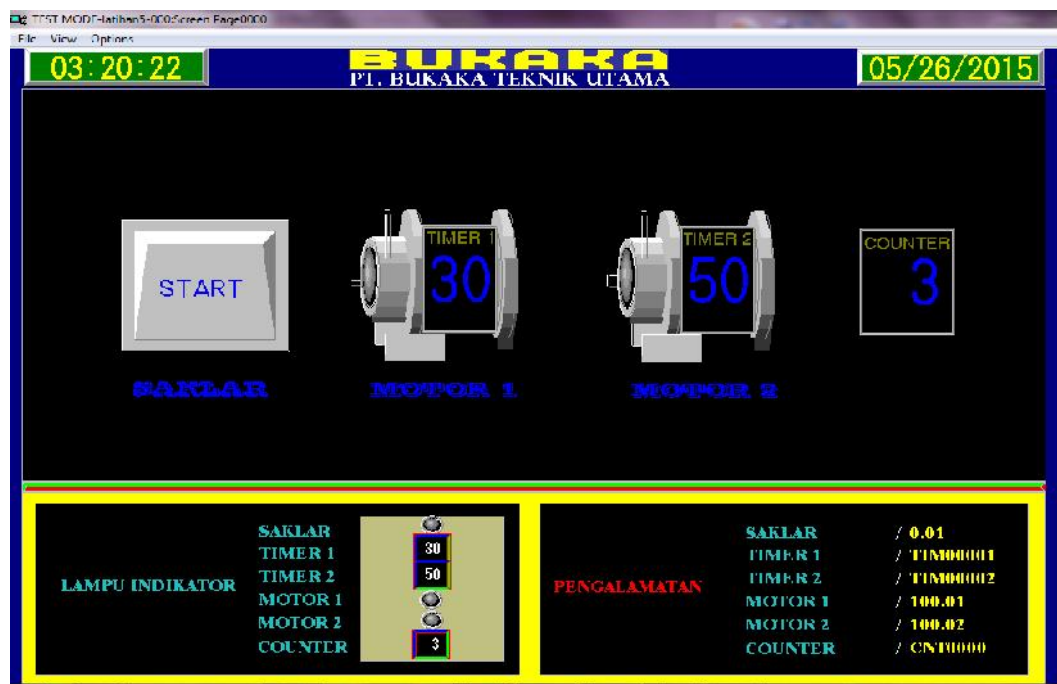 TEST MODE-latihan5-000:Screen Page0000
File View Options
03:20:22
BUKAKA
PT. BUKAKA TEKNIK UTAMA
05/26/2015
START
TIMER 1
30
TIMER 2
50
COUNTER
3
SAKLAR
MOTOR 1
MOTOR 2
LAMPU INDIKATOR
SAKLAR
TIMER 1 30
TIMER 2 50
MOTOR 1
MOTOR 2
COUNTER 3
PENGALAMATAN
SAKLAR / 0.01
TIMER 1 / TIM00001
TIMER 2 / TIM00002
MOTOR 1 / 100.01
MOTOR 2 / 100.02
COUNTER / CNT0000